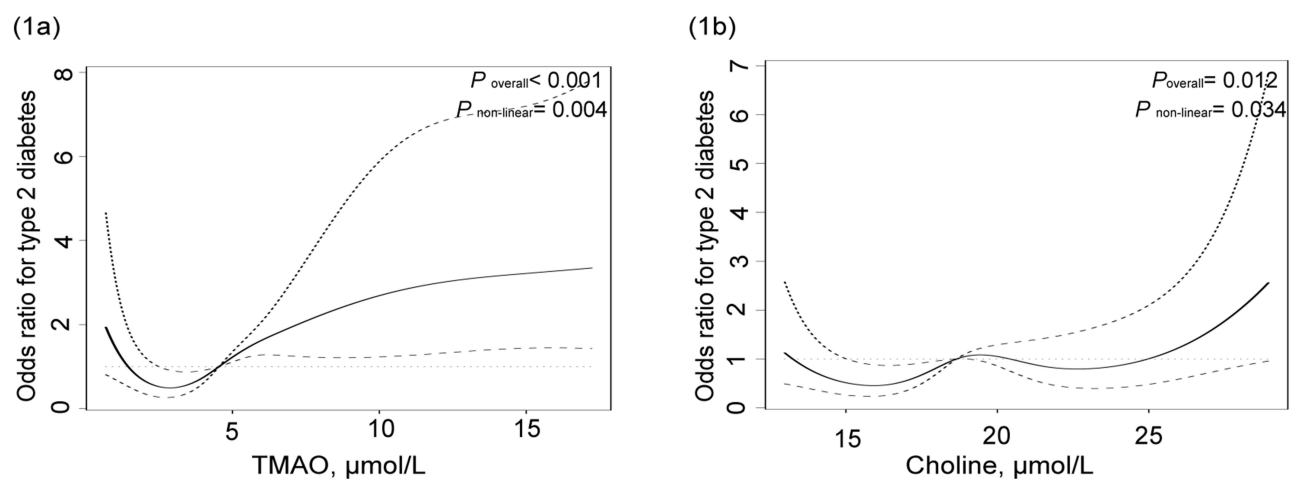 (1a)
Odds ratio for type 2 diabetes
8
6
4
2
0
P overall< 0.001
P non-linear= 0.004
5
10
15
TMAO, μmol/L
(1b)
Odds ratio for type 2 diabetes
7
6
5
4
3
2
1
0
P overall= 0.012
P non-linear= 0.034
15
20
25
Choline, μmol/L